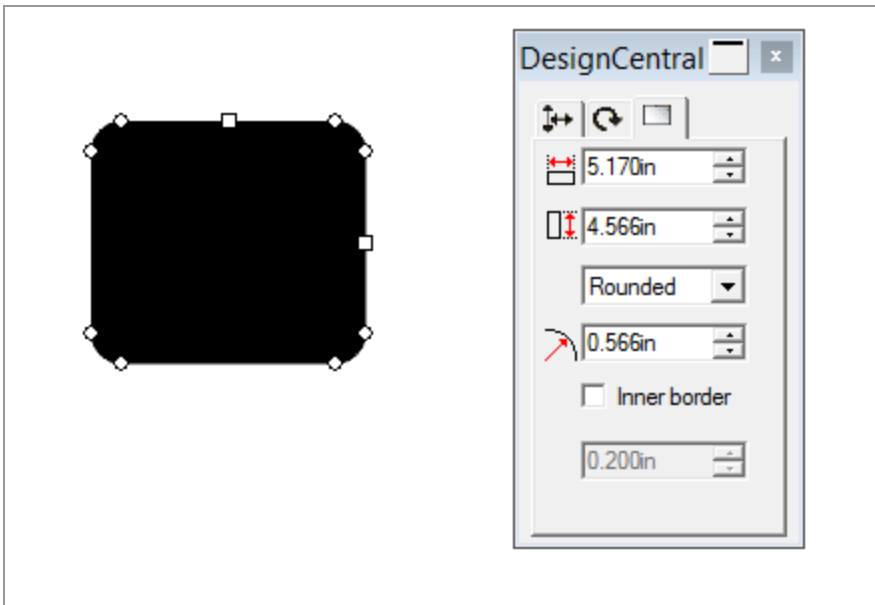 DesignCentral
5.170in
4.566in
Rounded
0.566in
Inner border
0.200in